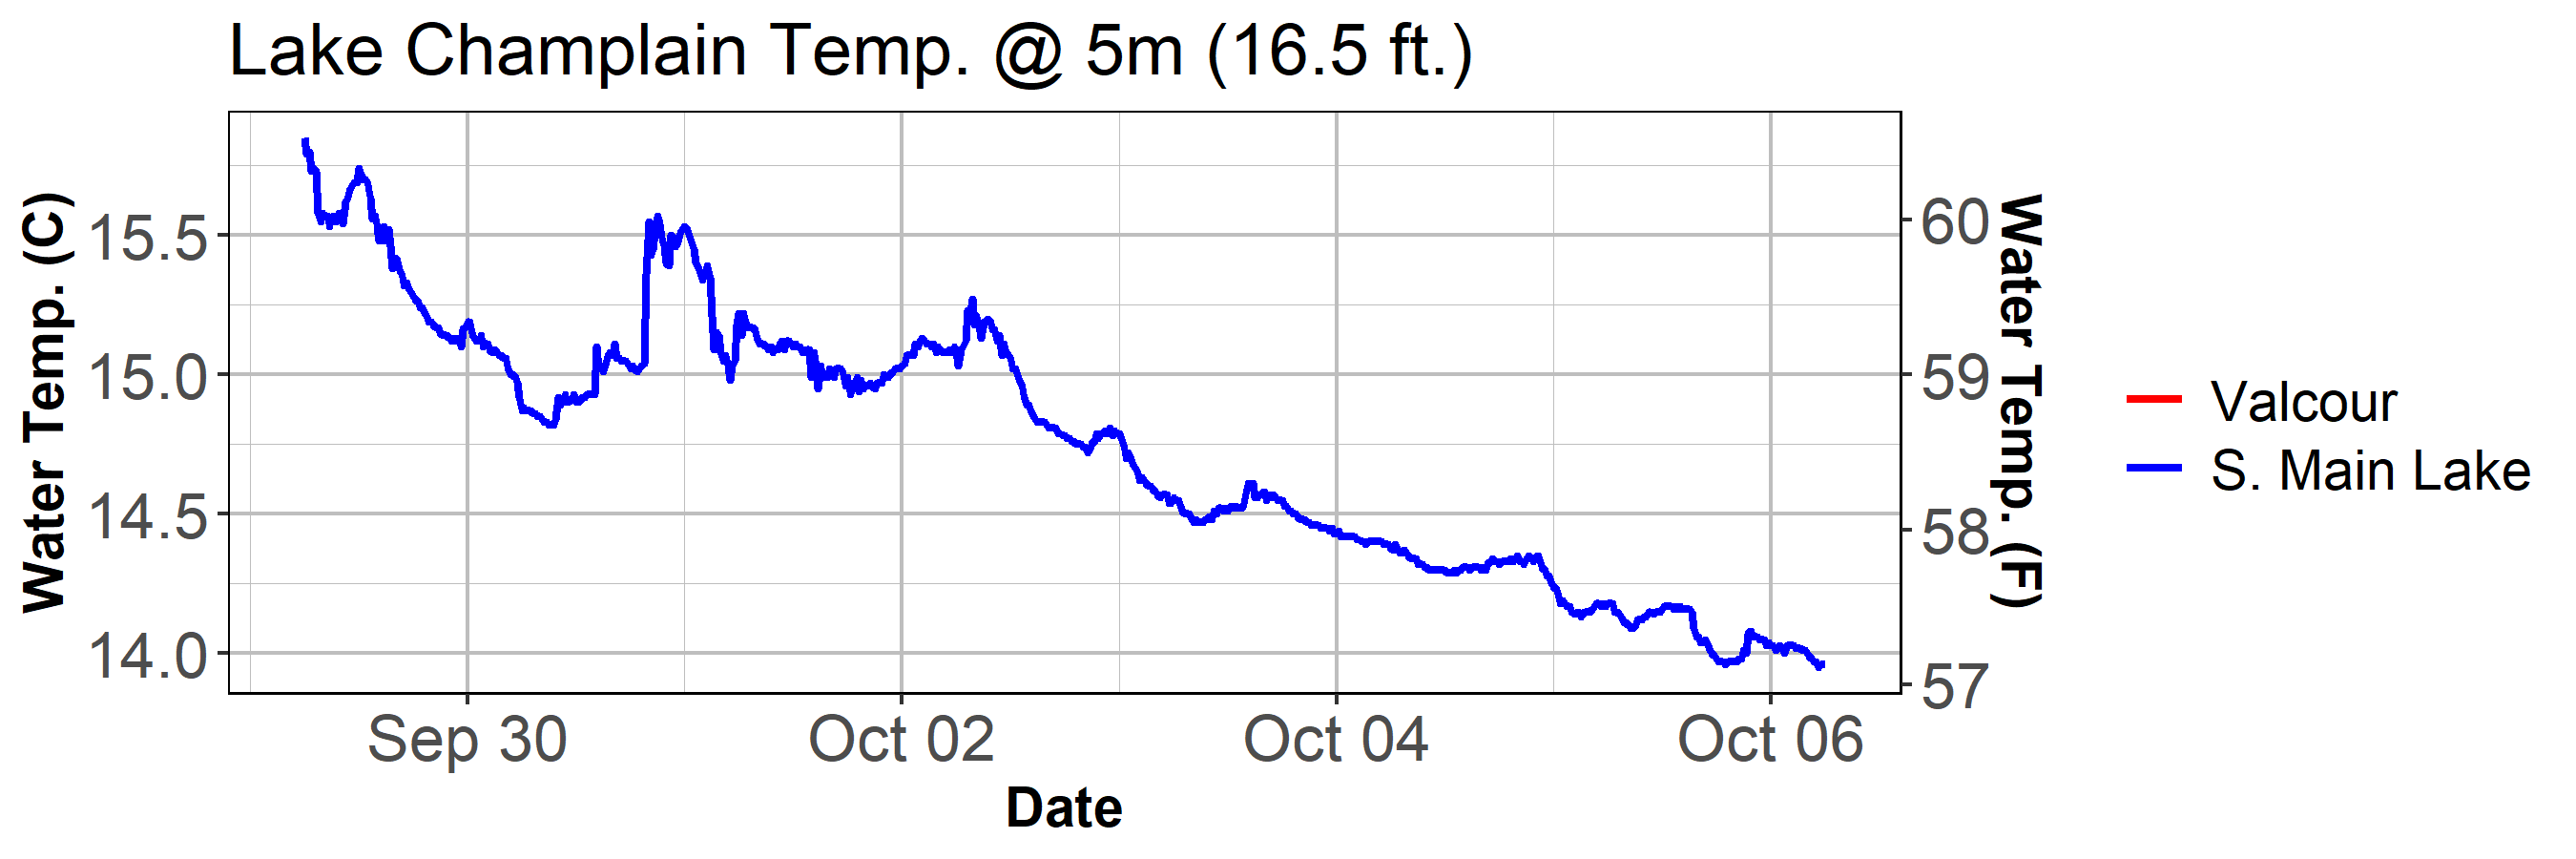 Lake Champlain Temp. @ 5m (16.5 ft.)
Water Temp. (C)
15.5
15.0
14.5
14.0
60
59
58
57
Water Temp. (F)
Sep 30
Oct 02
Oct 04
Oct 06
Date
Valcour
S. Main Lake